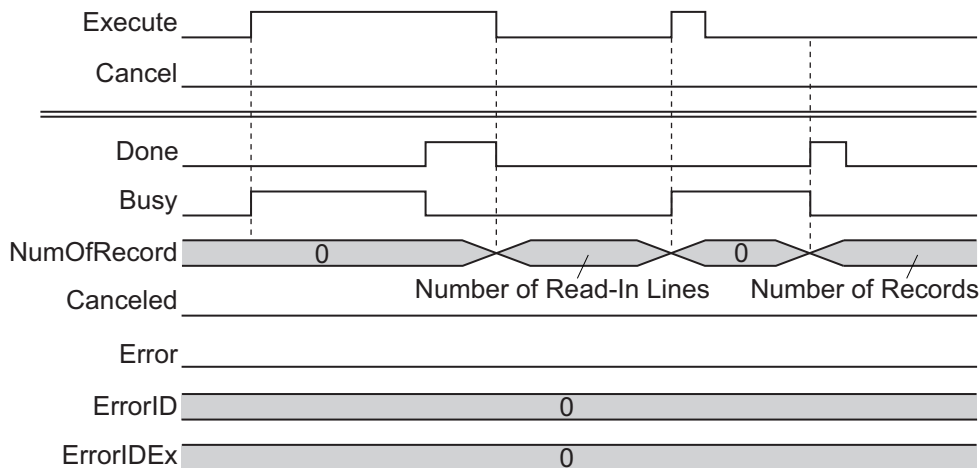 Execute
Cancel
Done
Busy
NumOfRecord 0 0
Number of Read-In Lines Number of Records
Canceled
Error
ErrorID 0
ErrorIDEx 0